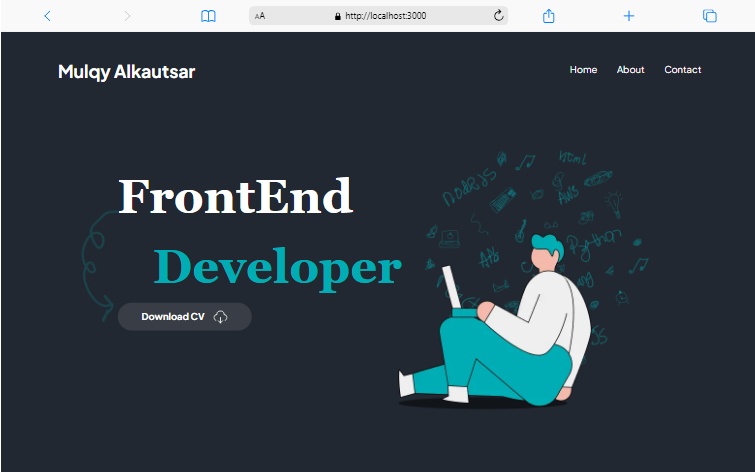 AA http://localhost:3000
Mulqy Alkautsar
Home About Contact
FrontEnd
Developer
Download CV
NodeJS
html
AWS
Python